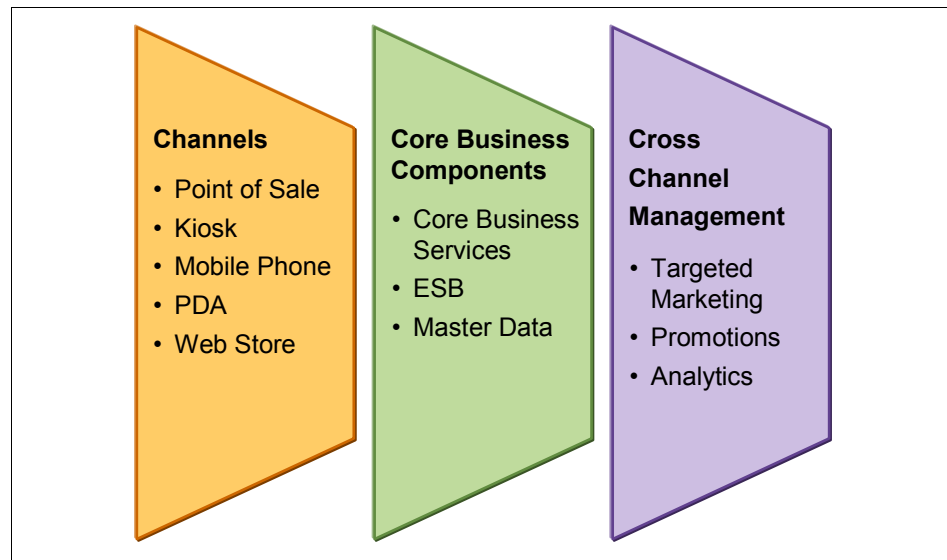 Channels
• Point of Sale
• Kiosk
• Mobile Phone
• PDA
• Web Store
Core Business
Components
• Core Business
Services
• ESB
• Master Data
Cross
Channel
Management
• Targeted
Marketing
• Promotions
• Analytics